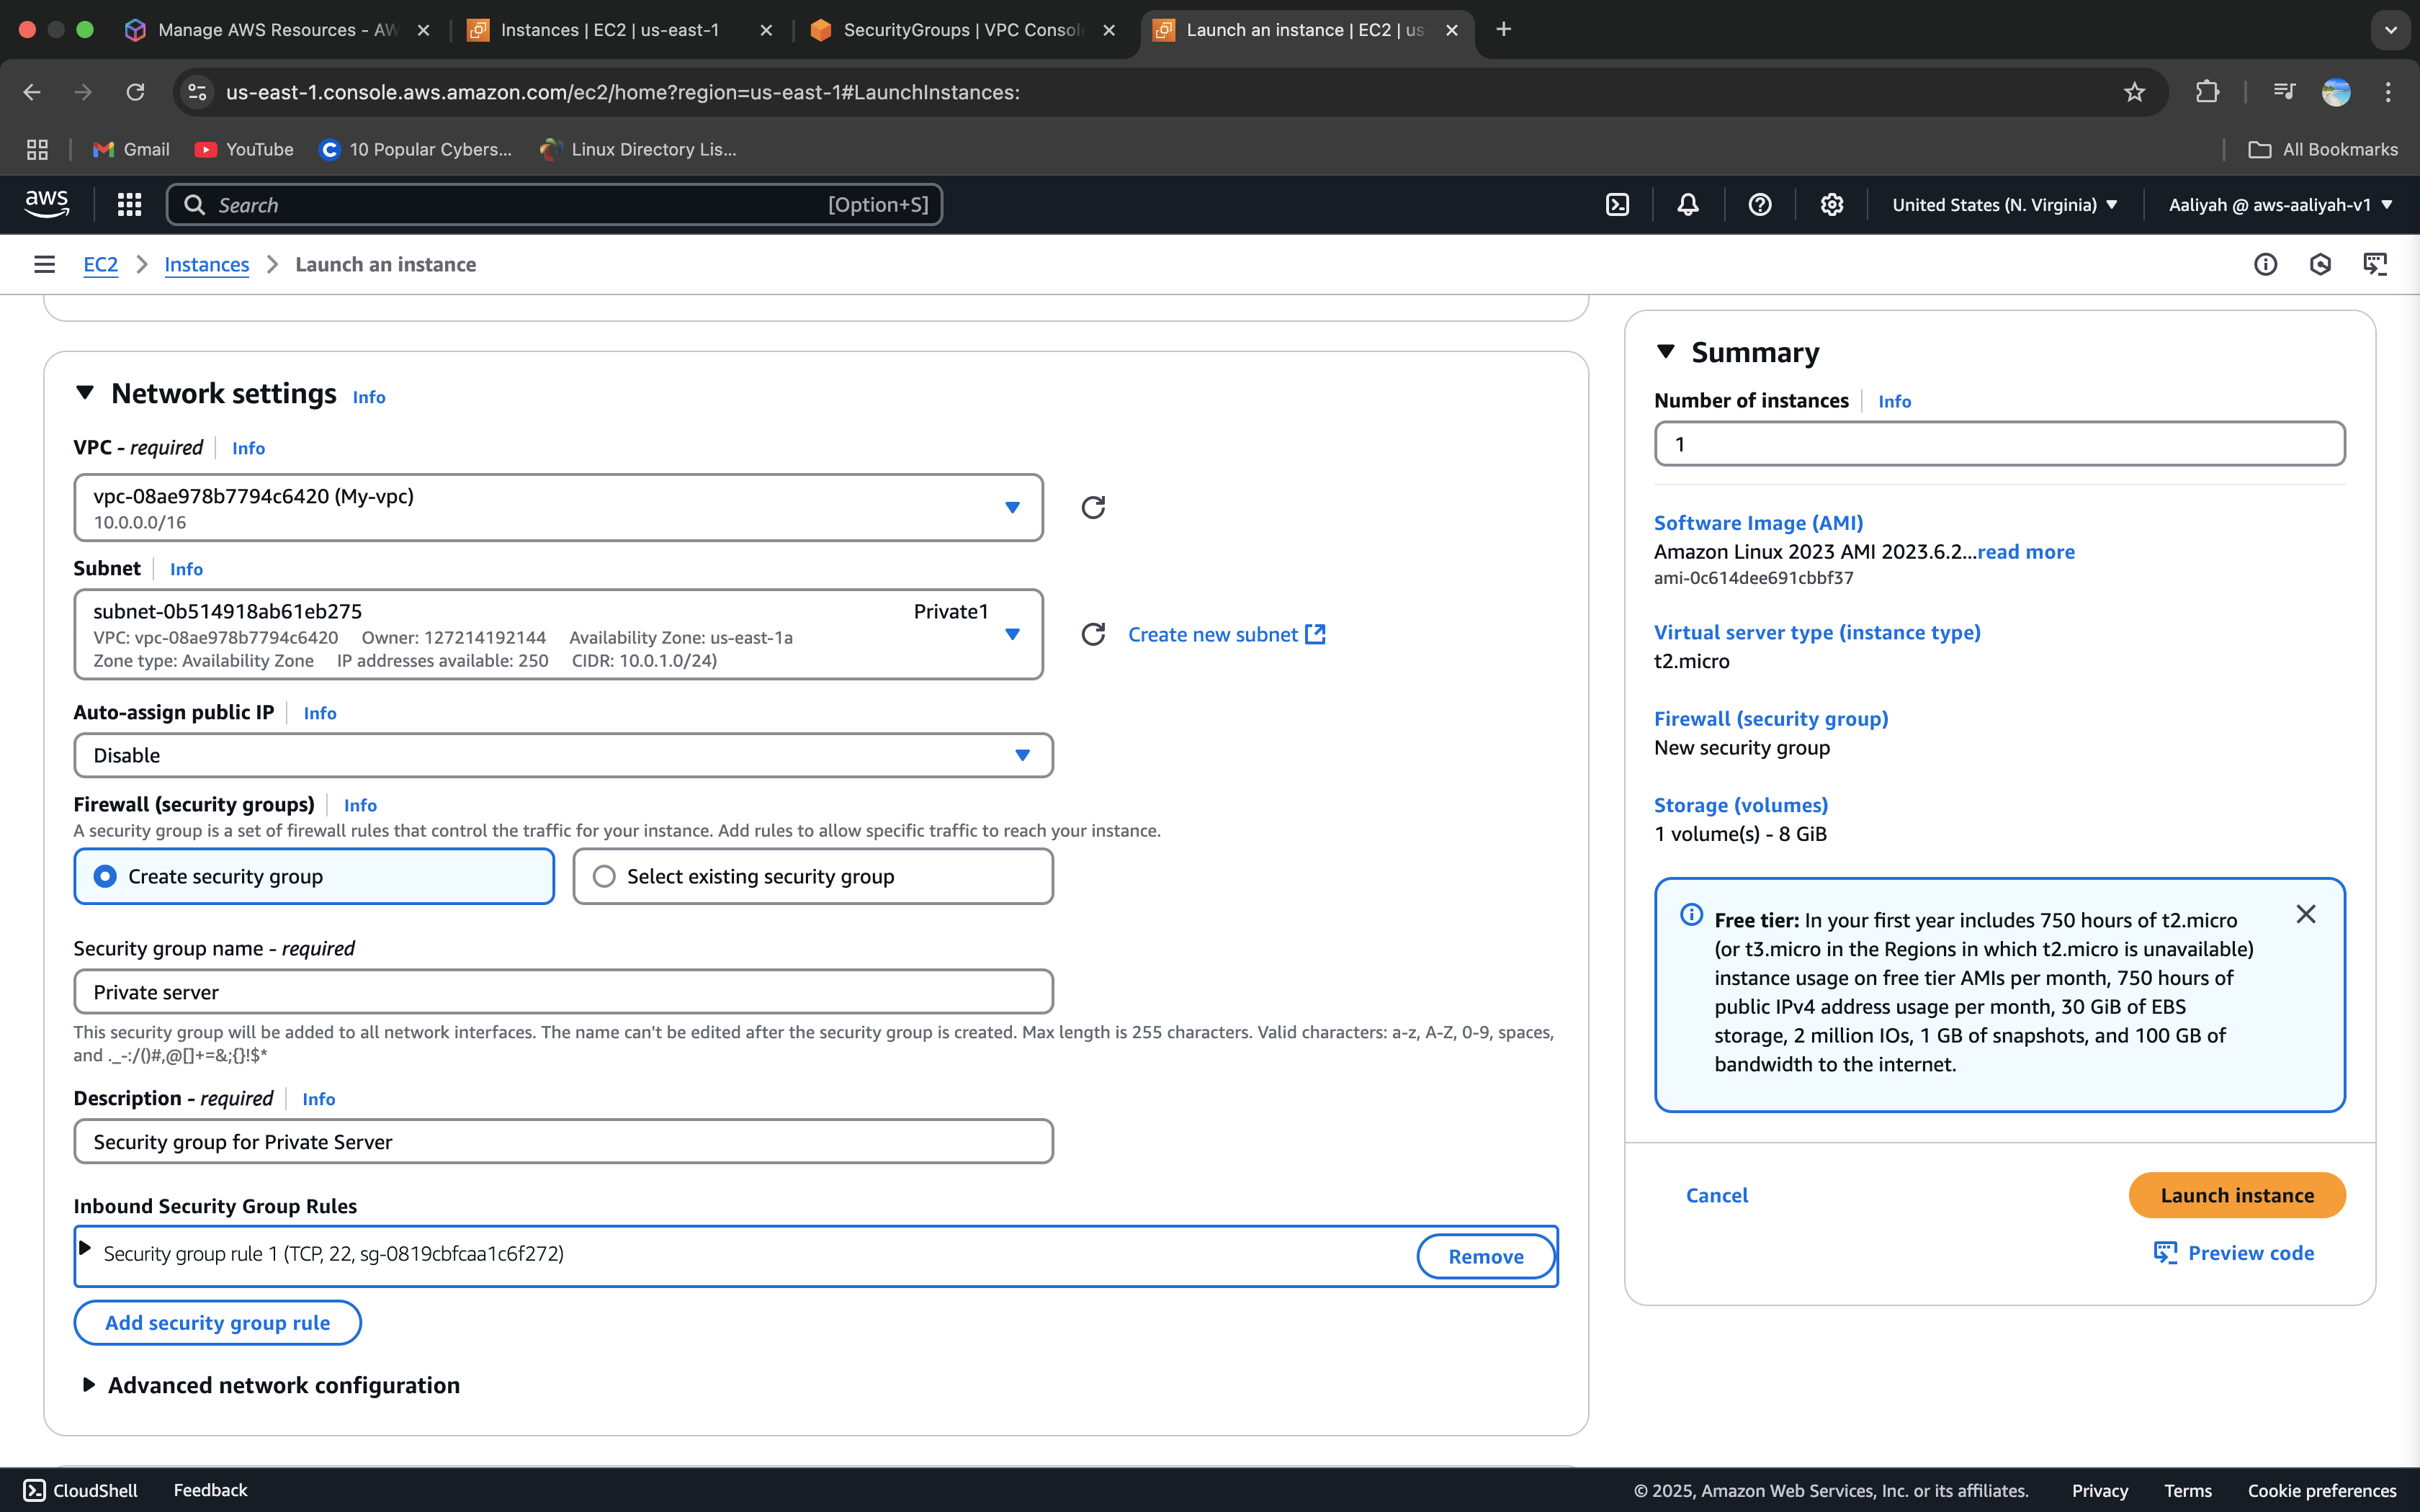 Manage AWS Resources - AW
Instances | EC2 | us-east-1
SecurityGroups | VPC Consol
Launch an instance | EC2 | us-
us-east-1.console.aws.amazon.com/ec2/home?region=us-east-1#LaunchInstances:
Gmail
YouTube
10 Popular Cybers...
Linux Directory Lis...
All Bookmarks
aws
Search
[Option+S]
United States (N. Virginia)
Aaliyah @ aws-aaliyah-v1
EC2
Instances
Launch an instance
Network settings Info
VPC - required Info
vpc-08ae978b7794c6420 (My-vpc)
10.0.0.0/16
Subnet Info
subnet-0b514918ab61eb275 Private1
VPC: vpc-08ae978b7794c6420 Owner: 127214192144 Availability Zone: us-east-1a
Zone type: Availability Zone IP addresses available: 250 CIDR: 10.0.1.0/24)
Create new subnet
Auto-assign public IP Info
Disable
Firewall (security groups) Info
A security group is a set of firewall rules that control the traffic for your instance. Add rules to allow specific traffic to reach your instance.
Create security group
Select existing security group
Security group name - required
Private server
This security group will be added to all network interfaces. The name can't be edited after the security group is created. Max length is 255 characters. Valid characters: a-z, A-Z, 0-9, spaces,
and ._-:/()#,@[]+=&;{}!$*
Description - required Info
Security group for Private Server
Inbound Security Group Rules
Security group rule 1 (TCP, 22, sg-0819cbfcaa1c6f272)
Remove
Add security group rule
Advanced network configuration
Summary
Number of instances Info
1
Software Image (AMI)
Amazon Linux 2023 AMI 2023.6.2...read more
ami-0c614dee691cbbf37
Virtual server type (instance type)
t2.micro
Firewall (security group)
New security group
Storage (volumes)
1 volume(s) - 8 GiB
Free tier: In your first year includes 750 hours of t2.micro
(or t3.micro in the Regions in which t2.micro is unavailable)
instance usage on free tier AMIs per month, 750 hours of
public IPv4 address usage per month, 30 GiB of EBS
storage, 2 million IOs, 1 GB of snapshots, and 100 GB of
bandwidth to the internet.
Cancel
Launch instance
Preview code
CloudShell
Feedback
© 2025, Amazon Web Services, Inc. or its affiliates.
Privacy
Terms
Cookie preferences